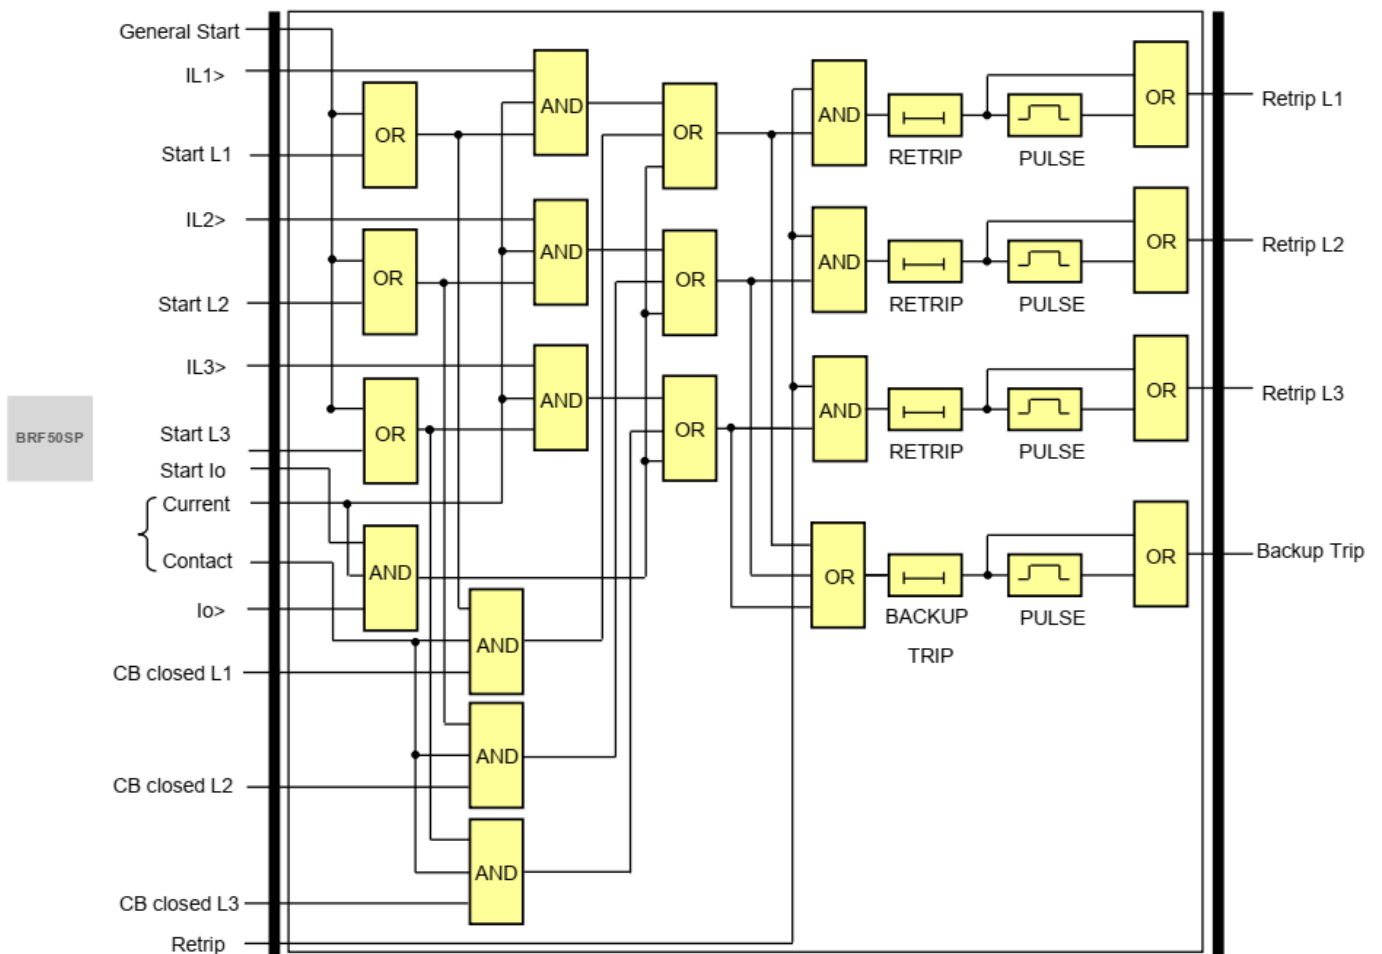 General Start
IL1>
AND
OR
OR
AND
OR
Retrip L1
Start L1
RETRIP
PULSE
IL2>
AND
OR
OR
AND
OR
Retrip L2
Start L2
RETRIP
PULSE
IL3>
AND
OR
OR
AND
OR
Retrip L3
BRF50SP
Start L3
RETRIP
PULSE
Start Io
Current
Contact
AND
OR
OR
Backup Trip
Io>
BACKUP
TRIP
PULSE
AND
CB closed L1
AND
CB closed L2
AND
CB closed L3
Retrip